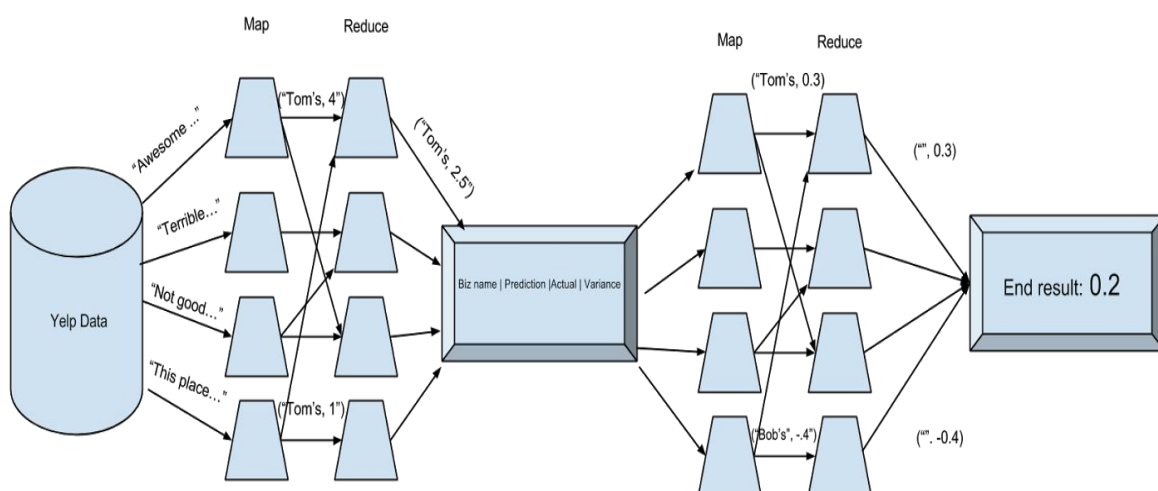 Map
Reduce
Map
Reduce
(“Tom’s, 4”)
(“Tom’s, 0.3)
“Awesome ...”
(“Tom’s, 2.5”)
(“”, 0.3)
“Terrible...”
Biz name | Prediction |Actual | Variance
End result: 0.2
“Not good...”
Yelp Data
“This place...”
(“Tom’s, 1”)
(“Bob’s”, -.4”)
(“”. -0.4)